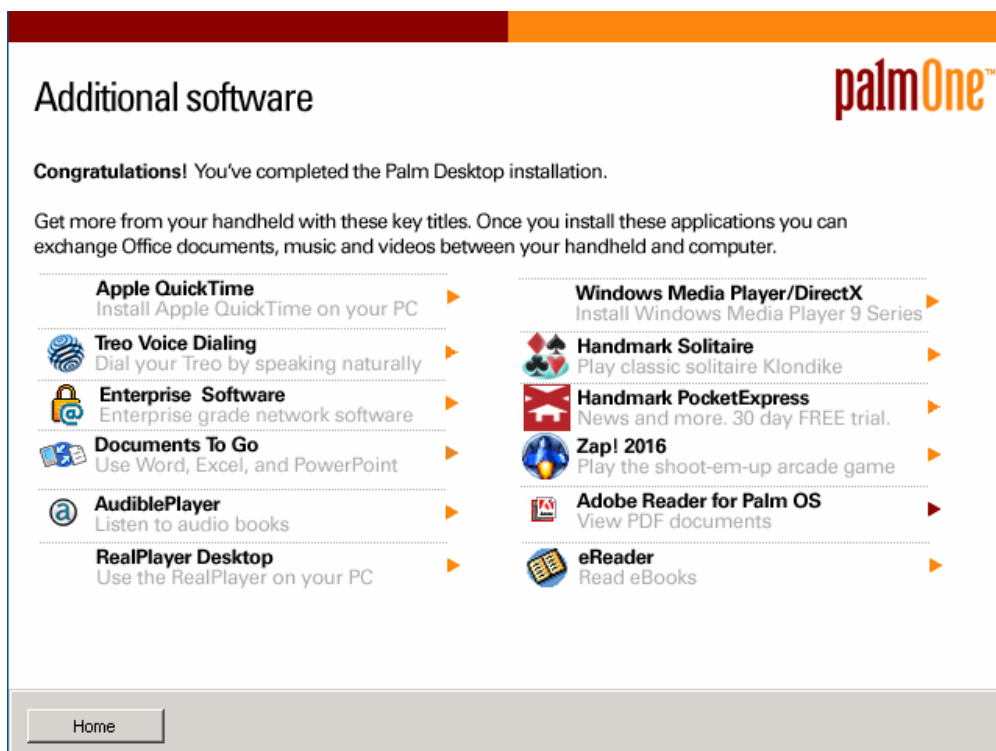 Additional software
palmOne™
Congratulations! You've completed the Palm Desktop installation.
Get more from your handheld with these key titles. Once you install these applications you can
exchange Office documents, music and videos between your handheld and computer.
Apple QuickTime
Install Apple QuickTime on your PC
Treo Voice Dialing
Dial your Treo by speaking naturally
Enterprise Software
Enterprise grade network software
Documents To Go
Use Word, Excel, and PowerPoint
AudiblePlayer
Listen to audio books
RealPlayer Desktop
Use the RealPlayer on your PC
Windows Media Player/DirectX
Install Windows Media Player 9 Series
Handmark Solitaire
Play classic solitaire Klondike
Handmark PocketExpress
News and more. 30 day FREE trial.
Zap! 2016
Play the shoot-em-up arcade game
Adobe Reader for Palm OS
View PDF documents
eReader
Read eBooks
Home